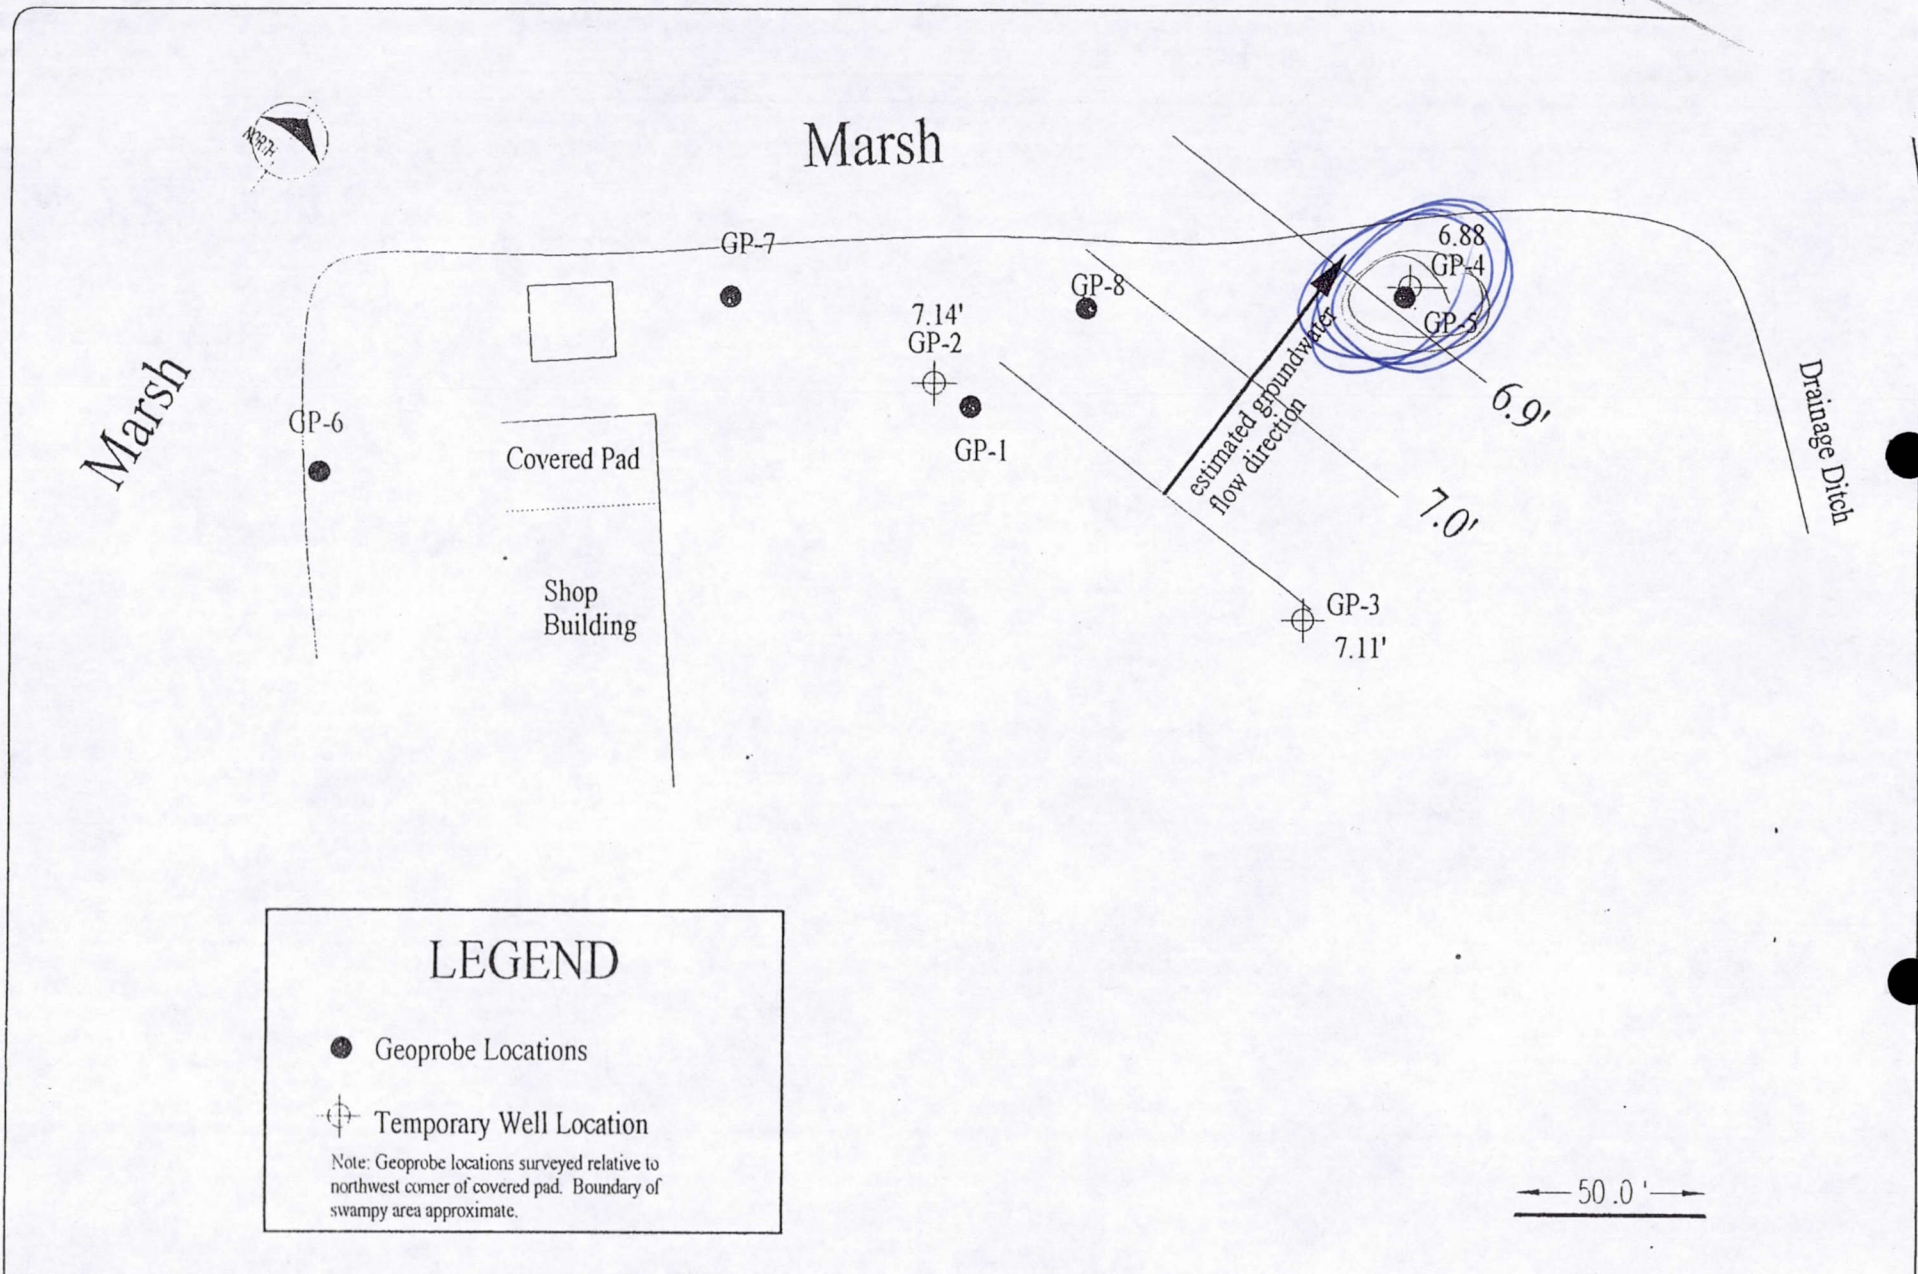 NORTH
Marsh
GP-7
6.88
GP-4
GP-8
7.14'
GP-2
GP-5
estimated groundwater
flow direction
6.9'
Marsh
GP-6
Covered Pad
GP-1
7.0'
Drainage Ditch
Shop
Building
GP-3
7.11'
LEGEND
Geoprobe Locations
Temporary Well Location
Note: Geoprobe locations surveyed relative to
northwest corner of covered pad. Boundary of
swampy area approximate.
50.0'